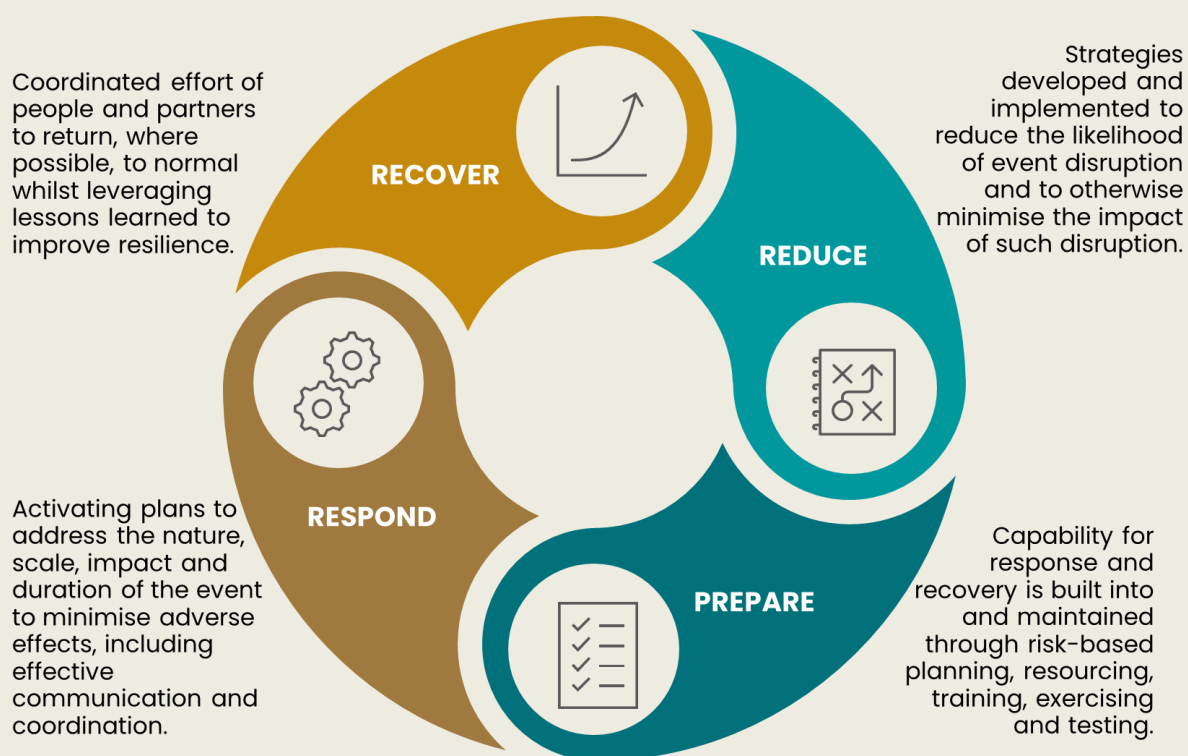 Coordinated effort of
people and partners
to return, where
possible, to normal
whilst leveraging
lessons learned to
improve resilience.
RECOVER
Strategies
developed and
implemented to
reduce the likelihood
of event disruption
and to otherwise
minimise the impact
of such disruption.
REDUCE
RESPOND
Activating plans to
address the nature,
scale, impact and
duration of the event
to minimise adverse
effects, including
effective
communication and
coordination.
PREPARE
Capability for
response and
recovery is built into
and maintained
through risk-based
planning, resourcing,
training, exercising
and testing.